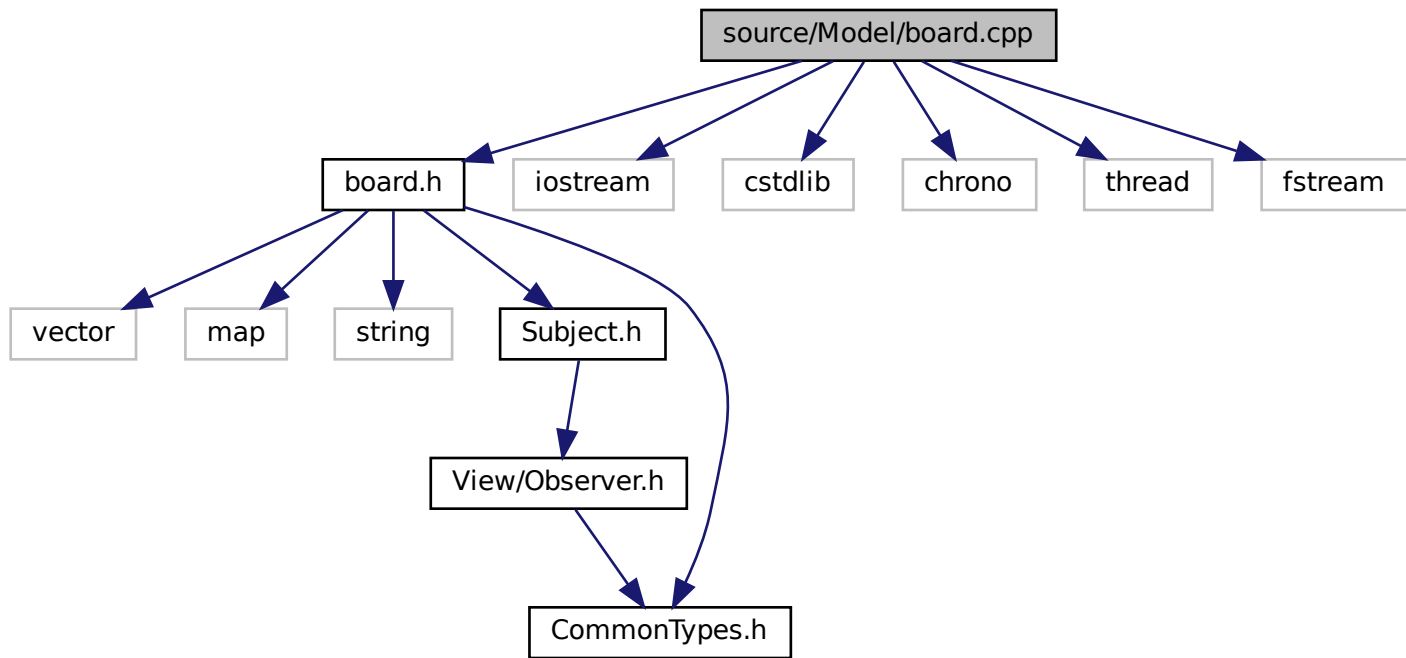 source/Model/board.cpp
board.h
iostream
cstdlib
chrono
thread
fstream
vector
map
string
Subject.h
View/Observer.h
CommonTypes.h